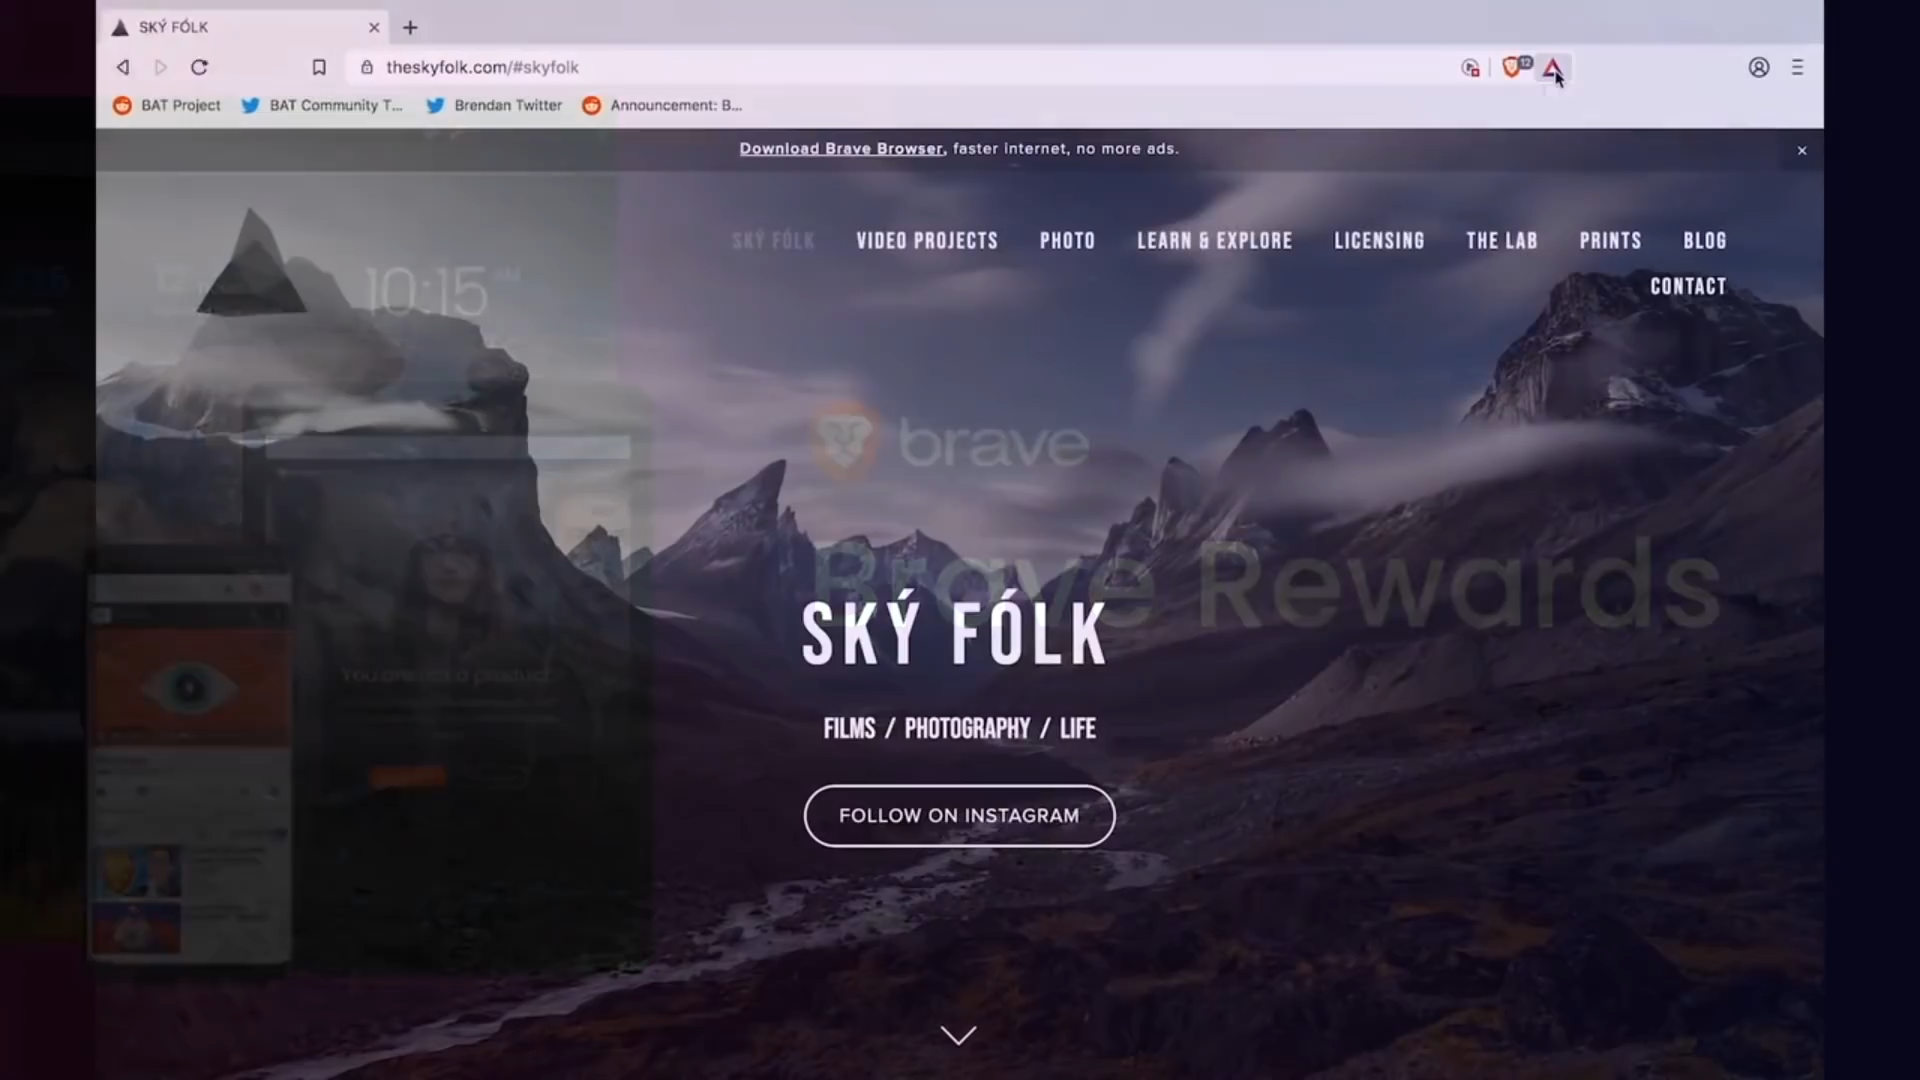 SKÝ FÓLK
theskyfolk.com/#skyfolk
12
BAT Project
BAT Community T...
Brendan Twitter
Announcement: B...
Download Brave Browser, faster internet, no more ads.
SKÝ FÓLK
VIDEO PROJECTS
PHOTO
LEARN & EXPLORE
LICENSING
THE LAB
PRINTS
BLOG
CONTACT
10:15 AM
brave
Brave Rewards
SKÝ FÓLK
FILMS / PHOTOGRAPHY / LIFE
FOLLOW ON INSTAGRAM